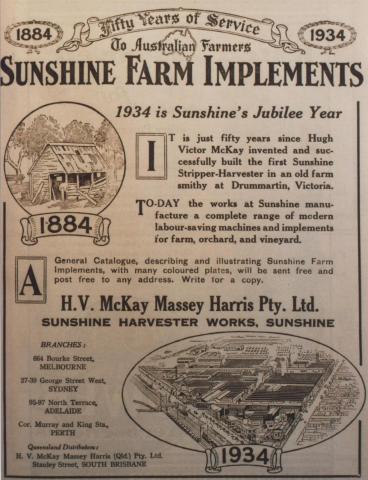 Fifty Years of Service
1884
1934
To Australian Farmers
SUNSHINE FARM IMPLEMENTS
1934 is Sunshine's Jubilee Year
IT is just fifty years since Hugh
Victor McKay invented and suc-
cessfully built the first Sunshine
Stripper-Harvester in an old farm
smithy at Drummartin, Victoria.
TO-DAY the works at Sunshine manu-
facture a complete range of modern
labour-saving machines and implements
for farm, orchard, and vineyard.
1884
A General Catalogue, describing and illustrating Sunshine Farm
Implements, with many coloured plates, will be sent free and
post free to any address. Write for a copy.
H. V. McKay Massey Harris Pty. Ltd.
SUNSHINE HARVESTER WORKS, SUNSHINE
BRANCHES:
664 Bourke Street,
MELBOURNE
27-39 George Street West,
SYDNEY
95-97 North Terrace,
ADELAIDE
Cor. Murray and King Sts.,
PERTH
Queensland Distributors:
H. V. McKay Massey Harris (Qld.) Pty. Ltd.
Stanley Street, SOUTH BRISBANE
1934